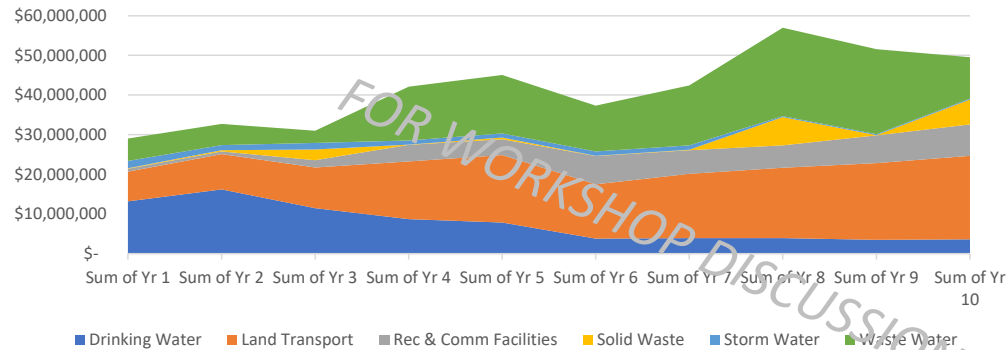 $60,000,000
$50,000,000
$40,000,000
$30,000,000
$20,000,000
$10,000,000
$-
Sum of Yr 1 Sum of Yr 2 Sum of Yr 3 Sum of Yr 4 Sum of Yr 5 Sum of Yr 6 Sum of Yr 7 Sum of Yr 8 Sum of Yr 9 Sum of Yr
10
Drinking Water Land Transport Rec & Comm Facilities Solid Waste Storm Water Waste Water
FOR WORKSHOP DISCUSSION